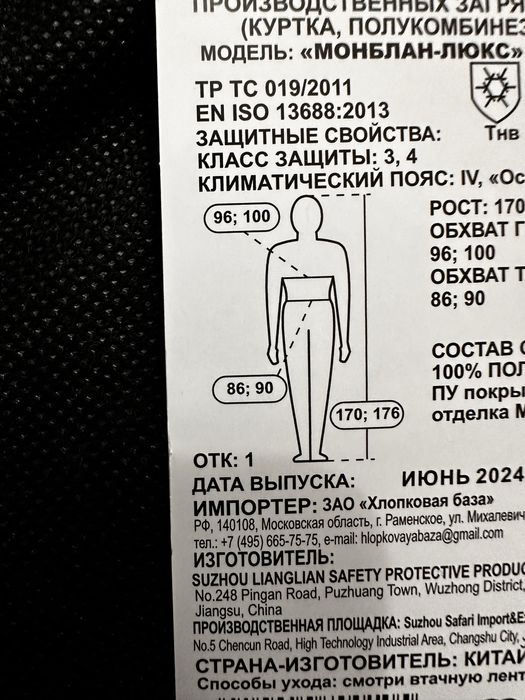 ПРОИЗВОДСТВЕННЫХ ЗАГРЯ
(КУРТКА, ПОЛУКОМБИНЕЗ
МОДЕЛЬ: «МОНБЛАН-ЛЮКС»
ТР ТС 019/2011
EN ISO 13688:2013
ЗАЩИТНЫЕ СВОЙСТВА: Тнв
КЛАСС ЗАЩИТЫ: 3, 4
КЛИМАТИЧЕСКИЙ ПОЯС: IV, «Ос
96; 100
РОСТ: 170
ОБХВАТ Г
96; 100
ОБХВАТ Т
86; 90
86; 90
170; 176
СОСТАВ С
100% ПОЛ
ПУ покры
отделка М
ОТК: 1
ДАТА ВЫПУСКА: ИЮНЬ 2024
ИМПОРТЕР: ЗАО «Хлопковая база»
РФ, 140108, Московская область, г. Раменское, ул. Михалевич
тел.: +7 (495) 665-75-75, e-mail: hlopkovayabaza@gmail.com
ИЗГОТОВИТЕЛЬ:
SUZHOU LIANGLIAN SAFETY PROTECTIVE PRODUC
No.248 Pingan Road, Puzhuang Town, Wuzhong District,
Jiangsu, China
ПРОИЗВОДСТВЕННАЯ ПЛОЩАДКА: Suzhou Safari Import&E
No.5 Chencun Road, High Technology Industrial Area, Changshu City,
СТРАНА-ИЗГОТОВИТЕЛЬ: КИТАЙ
Способы ухода: смотри втачную лент